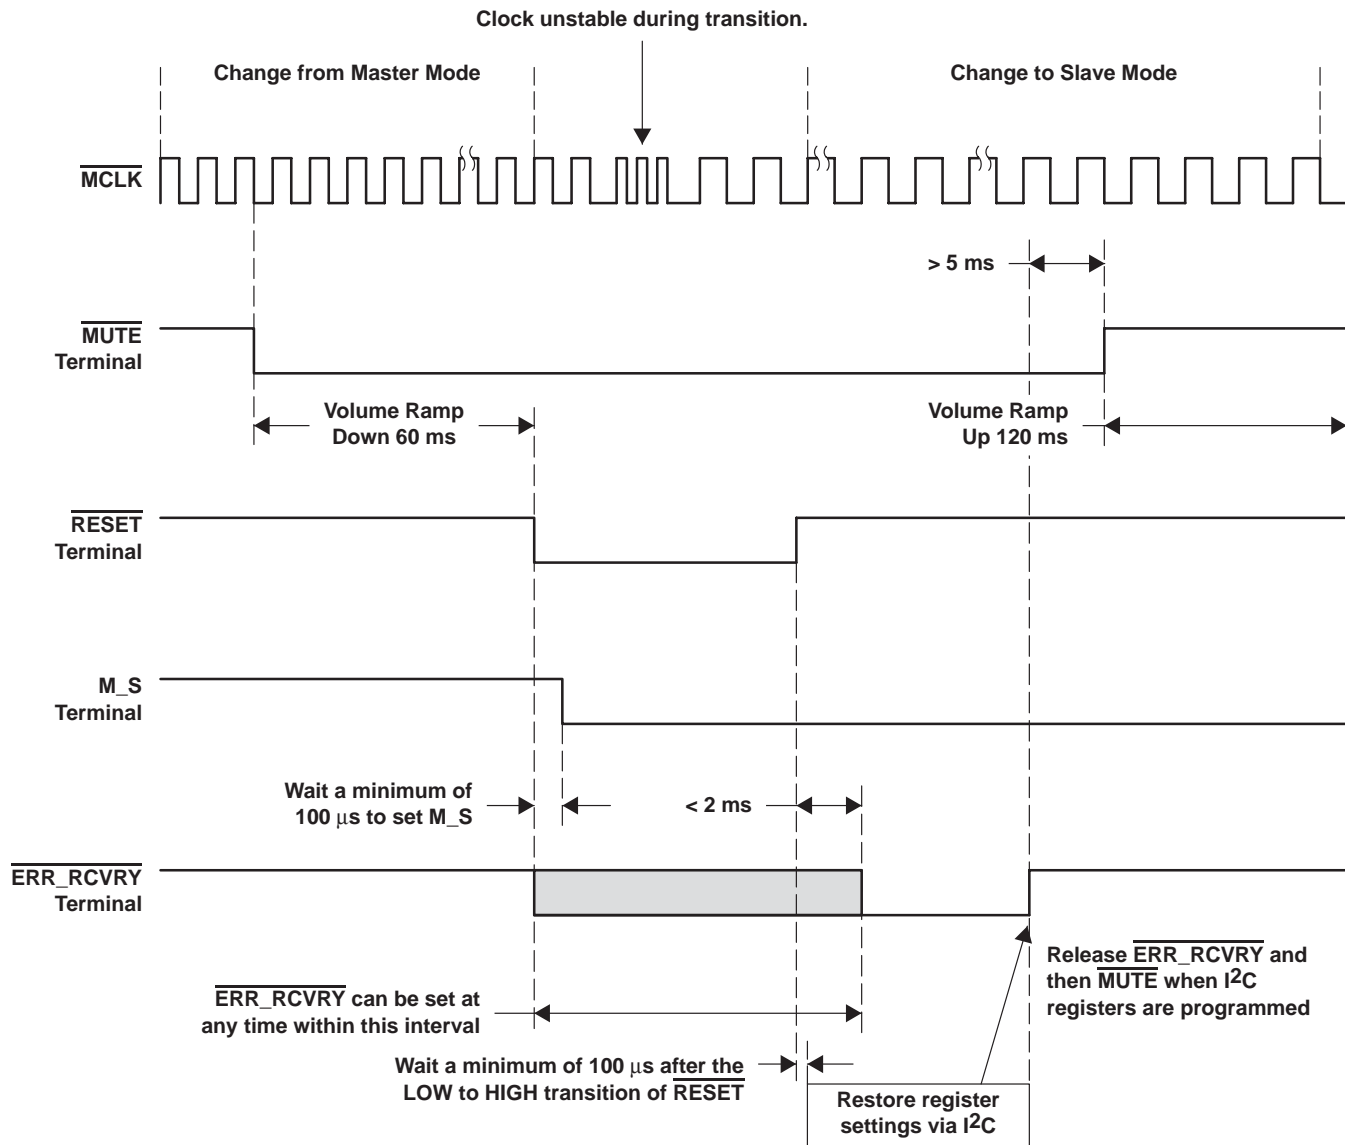 Clock unstable during transition.
Change from Master Mode
Change to Slave Mode
MCLK
> 5 ms
MUTE
Terminal
Volume Ramp
Down 60 ms
Volume Ramp
Up 120 ms
RESET
Terminal
M_S
Terminal
Wait a minimum of
100 μs to set M_S
< 2 ms
ERR_RCVRY
Terminal
ERR_RCVRY can be set at
any time within this interval
Release ERR_RCVRY and
then MUTE when I2C
registers are programmed
Wait a minimum of 100 μs after the
LOW to HIGH transition of RESET
Restore register
settings via I2C